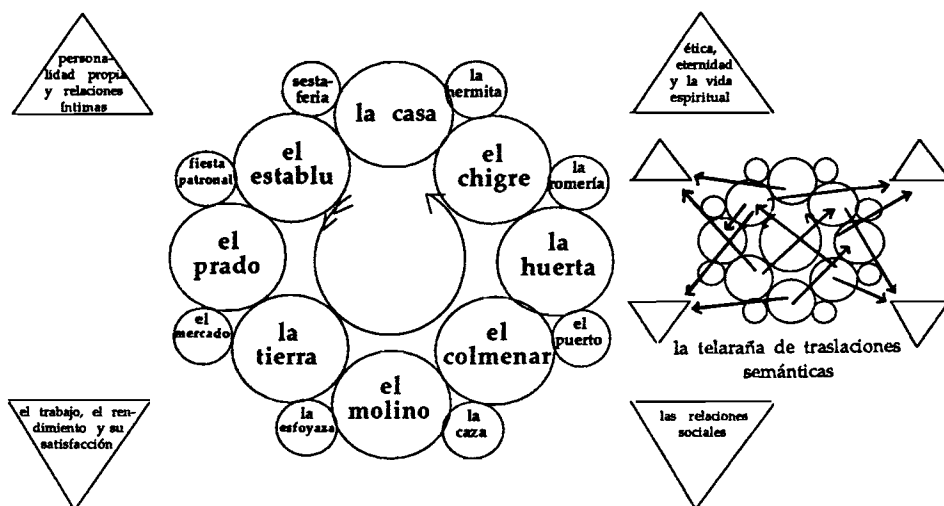 persona-
lidad propia
y relaciones
íntimas
ética,
eternidad
y la vida
espiritual
sesta-
feria
la casa
la
hermita
el
establu
el
chigre
fiesta
patronal
la
romería
el
prado
la
huerta
el
mercado
la
tierra
el
colmenar
el
puerto
el
molino
la
esfoyaza
la
caza
la telaraña de traslaciones
semánticas
el trabajo, el ren-
dimiento y su
satisfacción
las relaciones
sociales